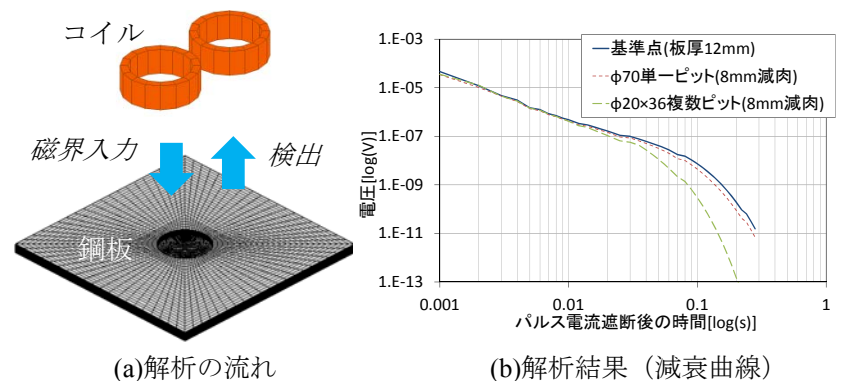 コイル
磁界入力
検出
鋼板
(a)解析の流れ
1.E-03
1.E-05
1.E-07
1.E-09
1.E-11
1.E-13
電圧[log(V)]
基準点(板厚12mm)
φ70単一ピット(8mm減肉)
φ20×36複数ピット(8mm減肉)
0.001
0.01
0.1
1
パルス電流遮断後の時間[log(s)]
(b)解析結果（減衰曲線）